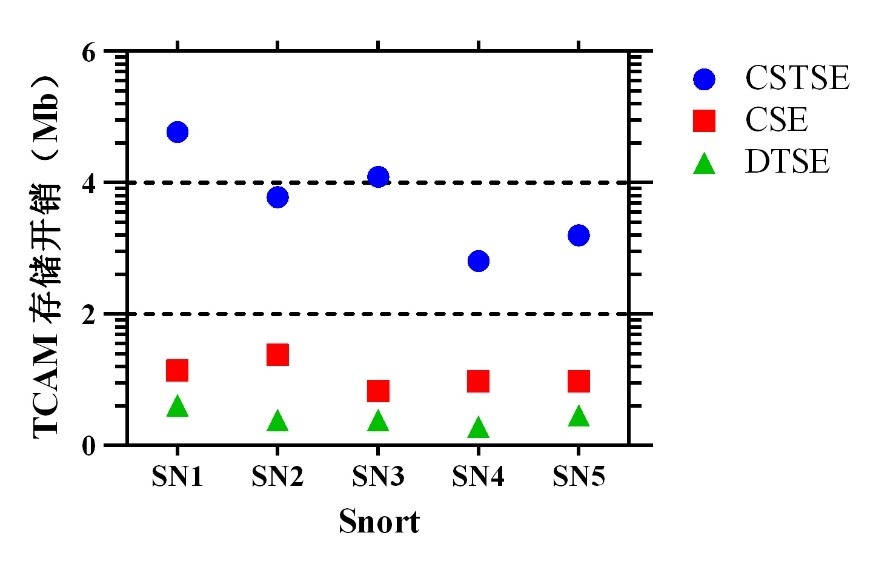 TCAM 存储开销（Mb）
6
4
2
0
SN1 SN2 SN3 SN4 SN5
Snort
CSTSE
CSE
DTSE